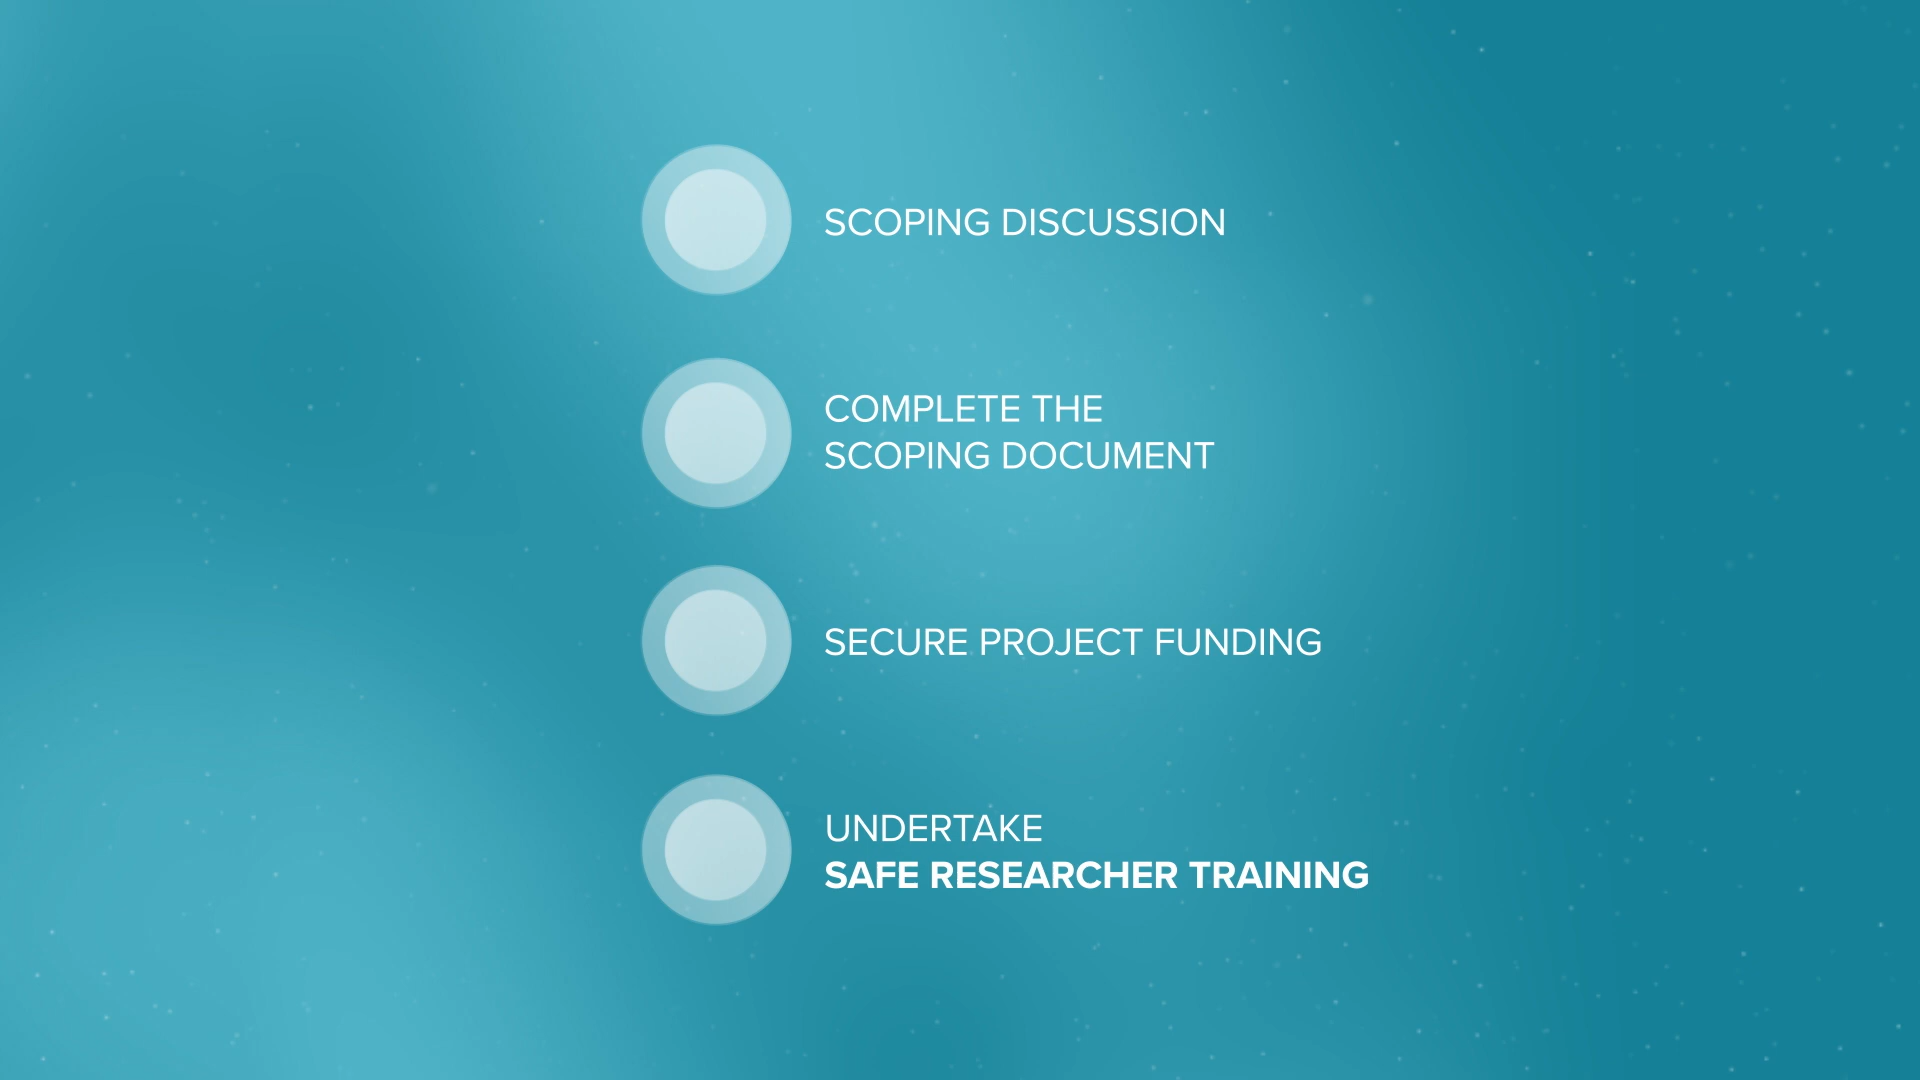 SCOPING DISCUSSION
COMPLETE THE
SCOPING DOCUMENT
SECURE PROJECT FUNDING
UNDERTAKE
SAFE RESEARCHER TRAINING